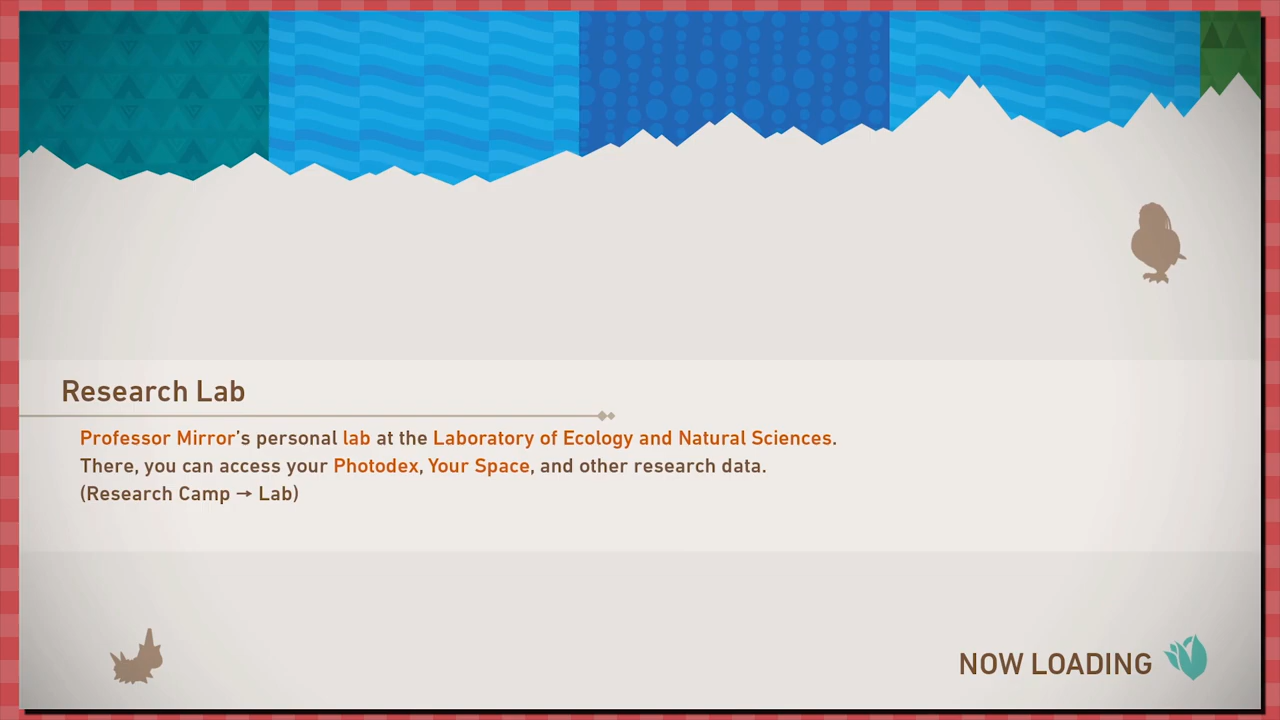 Research Lab
Professor Mirror's personal lab at the Laboratory of Ecology and Natural Sciences.
There, you can access your Photodex, Your Space, and other research data.
(Research Camp → Lab)
NOW LOADING